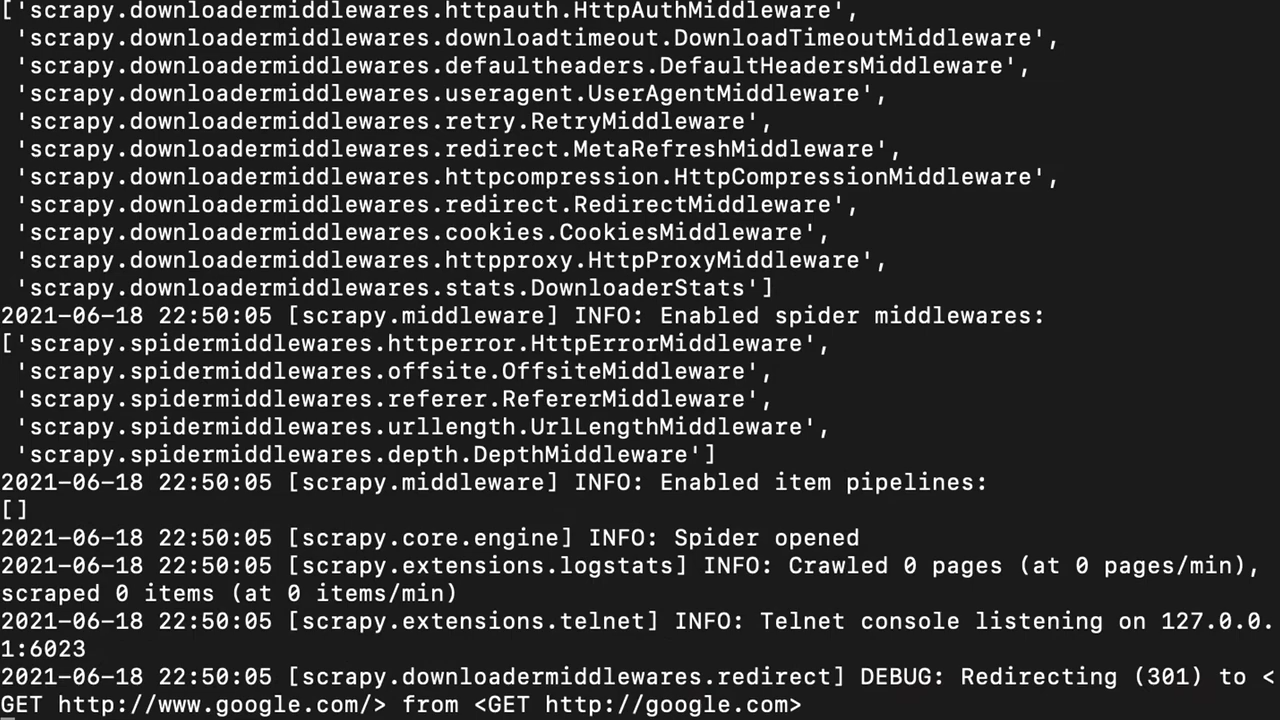 ['scrapy.downloadermiddlewares.httpauth.HttpAuthMiddleware',
 'scrapy.downloadermiddlewares.downloadtimeout.DownloadTimeoutMiddleware',
 'scrapy.downloadermiddlewares.defaultheaders.DefaultHeadersMiddleware',
 'scrapy.downloadermiddlewares.useragent.UserAgentMiddleware',
 'scrapy.downloadermiddlewares.retry.RetryMiddleware',
 'scrapy.downloadermiddlewares.redirect.MetaRefreshMiddleware',
 'scrapy.downloadermiddlewares.httpcompression.HttpCompressionMiddleware',
 'scrapy.downloadermiddlewares.redirect.RedirectMiddleware',
 'scrapy.downloadermiddlewares.cookies.CookiesMiddleware',
 'scrapy.downloadermiddlewares.httpproxy.HttpProxyMiddleware',
 'scrapy.downloadermiddlewares.stats.DownloaderStats']
2021-06-18 22:50:05 [scrapy.middleware] INFO: Enabled spider middlewares:
['scrapy.spidermiddlewares.httperror.HttpErrorMiddleware',
 'scrapy.spidermiddlewares.offsite.OffsiteMiddleware',
 'scrapy.spidermiddlewares.referer.RefererMiddleware',
 'scrapy.spidermiddlewares.urllength.UrlLengthMiddleware',
 'scrapy.spidermiddlewares.depth.DepthMiddleware']
2021-06-18 22:50:05 [scrapy.middleware] INFO: Enabled item pipelines:
[]
2021-06-18 22:50:05 [scrapy.core.engine] INFO: Spider opened
2021-06-18 22:50:05 [scrapy.extensions.logstats] INFO: Crawled 0 pages (at 0 pages/min),
scraped 0 items (at 0 items/min)
2021-06-18 22:50:05 [scrapy.extensions.telnet] INFO: Telnet console listening on 127.0.0.
1:6023
2021-06-18 22:50:05 [scrapy.downloadermiddlewares.redirect] DEBUG: Redirecting (301) to <
GET http://www.google.com/> from <GET http://google.com>